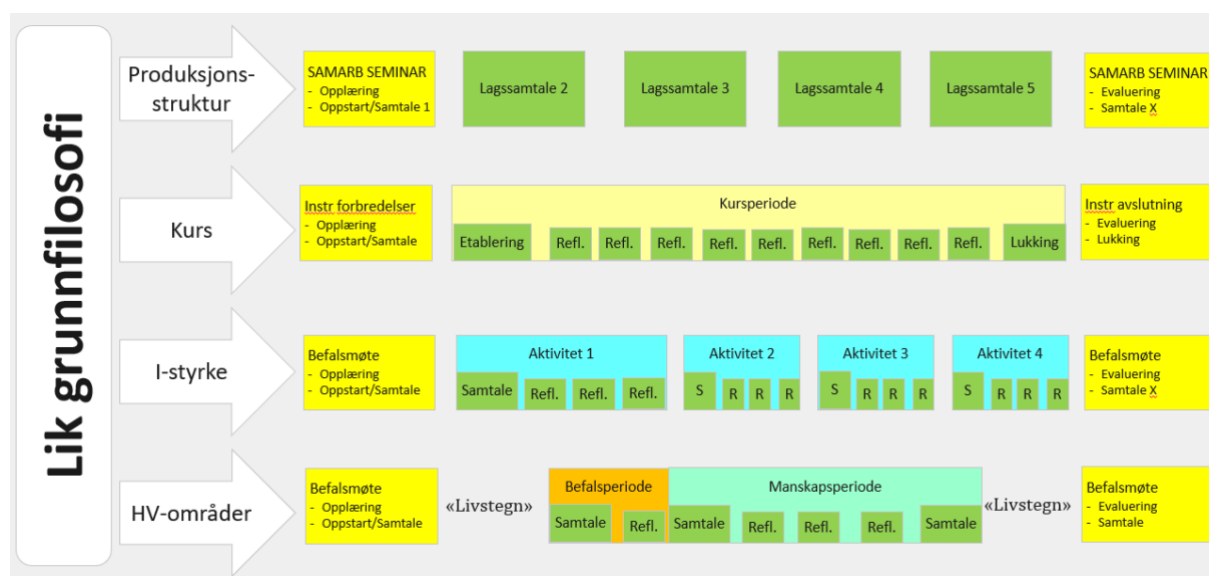 Lik grunnfilosofi
Produksjons-
struktur
SAMARB SEMINAR
- Opplæring
- Oppstart/Samtale 1
Lagssamtale 2
Lagssamtale 3
Lagssamtale 4
Lagssamtale 5
SAMARB SEMINAR
- Evaluering
- Samtale X
Kurs
Instr forbredelser
- Opplæring
- Oppstart/Samtale
Kursperiode
Etablering
Refl.
Refl.
Refl.
Refl.
Refl.
Refl.
Refl.
Refl.
Refl.
Lukking
Instr avslutning
- Evaluering
- Lukking
I-styrke
Befalsmøte
- Opplæring
- Oppstart/Samtale
Aktivitet 1
Samtale
Refl.
Refl.
Refl.
Aktivitet 2
S
R
R
R
Aktivitet 3
S
R
R
R
Aktivitet 4
S
R
R
R
Befalsmøte
- Evaluering
- Samtale X
HV-områder
Befalsmøte
- Opplæring
- Oppstart/Samtale
«Livstegn»
Befalsperiode
Samtale
Refl.
Manskapsperiode
Samtale
Refl.
Refl.
Refl.
Samtale
«Livstegn»
Befalsmøte
- Evaluering
- Samtale